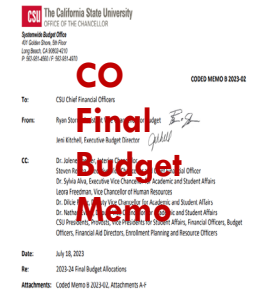 CSU The California State University
OFFICE OF THE CHANCELLOR
Systemwide Budget Office
401 Golden Shore, 5th Floor
Long Beach, CA 90802-4210
CODED MEMO B 2023-02
CO
Final
Budget
Memo
To: CSU Chief Financial Officers
From: Ryan Storm, Vice for Budget
Jeni Kitchell, Executive Budget Director
CC: Dr. Jolene Chancellor
Steven Financial Officer
Dr. Sylvia Alva, Executive Vice Chancellor for Academic and Student Affairs
Leora Freedman, Vice Chancellor of Human Resources
Dr. Dilcie Deputy Vice Chancellor for Academic and Student Affairs
Dr. Nathan Academic and Student Affairs
CSU Presidents, Provosts, for Student Affairs, Financial Officers, Budget
Officers, Financial Aid Directors, Enrollment Planning and Resource Officers
Date: July 18, 2023
Re: 2023-24 Final Budget Allocations
Attachments: Coded Memo B 2023-02, Attachments A-F